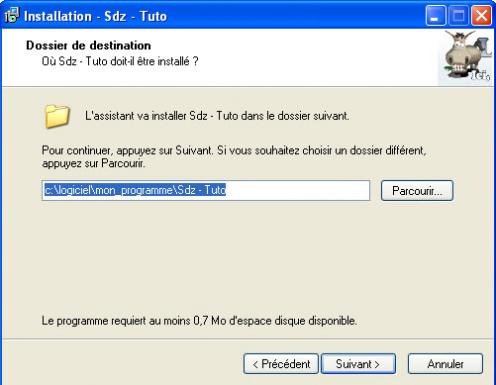 Installation - Sdz - Tuto
Dossier de destination
Où Sdz - Tuto doit-il être installé ?
L'assistant va installer Sdz - Tuto dans le dossier suivant.
Pour continuer, appuyez sur Suivant. Si vous souhaitez choisir un dossier différent,
appuyez sur Parcourir.
c:\logiciel\mon_programme\Sdz - Tuto
Parcourir...
Le programme requiert au moins 0,7 Mo d'espace disque disponible.
< Précédent
Suivant >
Annuler